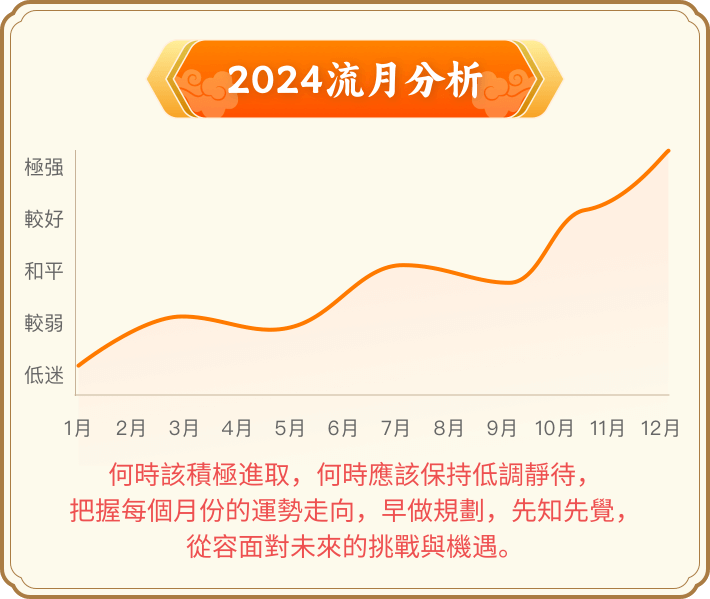 2024流月分析
極强
較好
和平
較弱
低迷
1月 2月 3月 4月 5月 6月 7月 8月 9月 10月 11月 12月
何時該積極進取，何時應該保持低調靜待，
把握每個月份的運勢走向，早做規劃，先知先覺，
從容面對未來的挑戰與機遇。